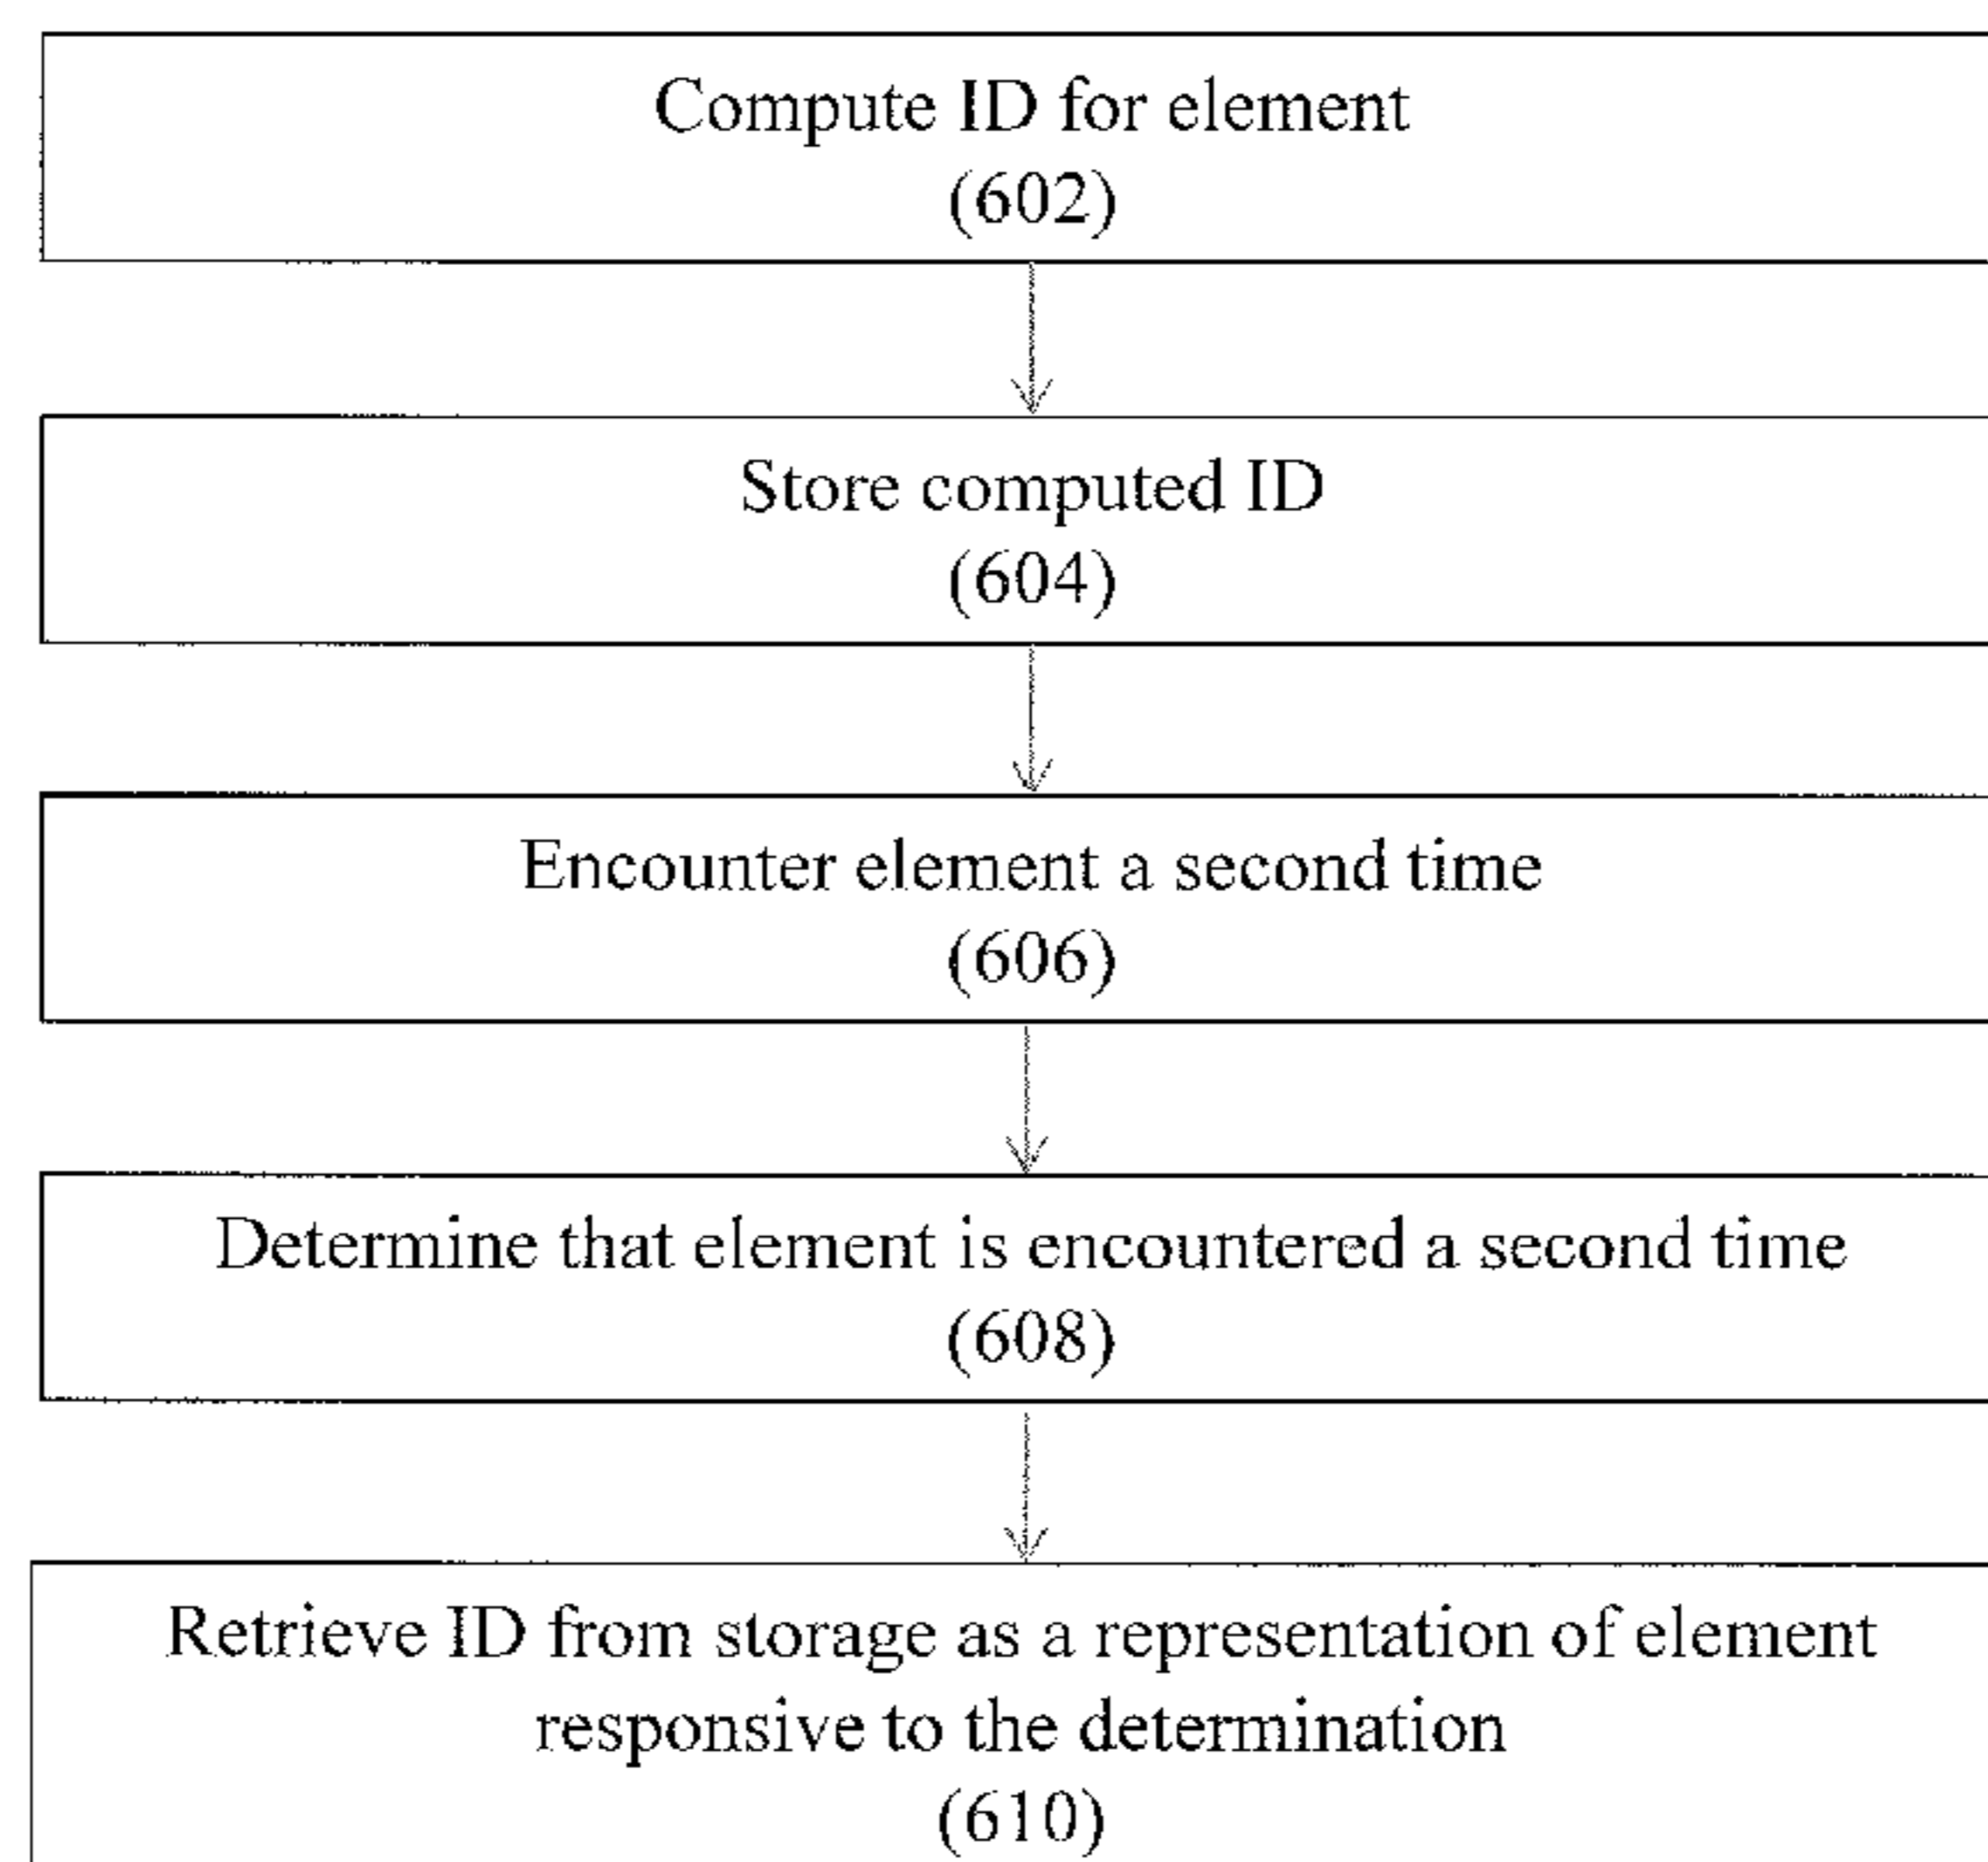 Compute ID for element
(602)
Store computed ID
(604)
Encounter element a second time
(606)
Determine that element is encountered a second time
(608)
Retrieve ID from storage as a representation of element
responsive to the determination
(610)